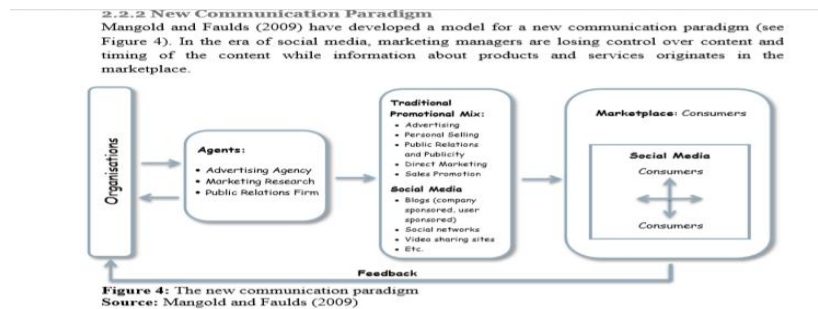 2.2.2 New Communication Paradigm
Mangold and Faulds (2009) have developed a model for a new communication paradigm (see
Figure 4). In the era of social media, marketing managers are losing control over content and
timing of the content while information about products and services originates in the
marketplace.
Organisations
Agents:
• Advertising Agency
• Marketing Research
• Public Relations Firm
Traditional
Promotional Mix:
• Advertising
• Personal Selling
• Public Relations
and Publicity
• Direct Marketing
• Sales Promotion
Social Media
• Blogs (company
sponsored, user
sponsored)
• Social networks
• Video sharing sites
• Etc.
Marketplace: Consumers
Social Media
Consumers
Consumers
Feedback
Figure 4: The new communication paradigm
Source: Mangold and Faulds (2009)